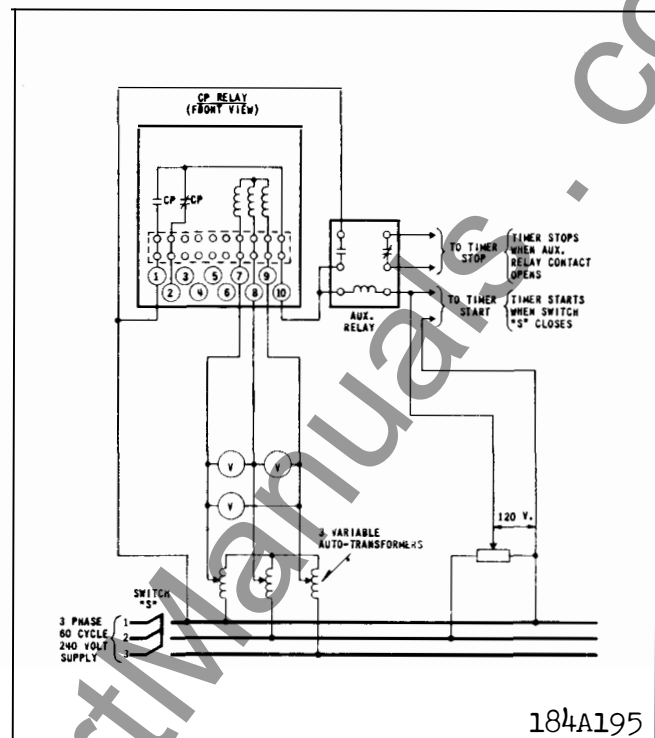 CP RELAY
(FRONT VIEW)
CP
CP
1
2
3
4
5
6
7
8
9
10
AUX.
RELAY
TO TIMER
STOP
TIMER STOPS
WHEN AUX.
RELAY CONTACT
OPENS
TO TIMER
START
TIMER STARTS
WHEN SWITCH
"S" CLOSES
V
V
V
120 V.
3 VARIABLE
AUTO-TRANSFORMERS
SWITCH
"S"
3 PHASE
60 CYCLE
240 VOLT
SUPPLY
1
2
3
184A195